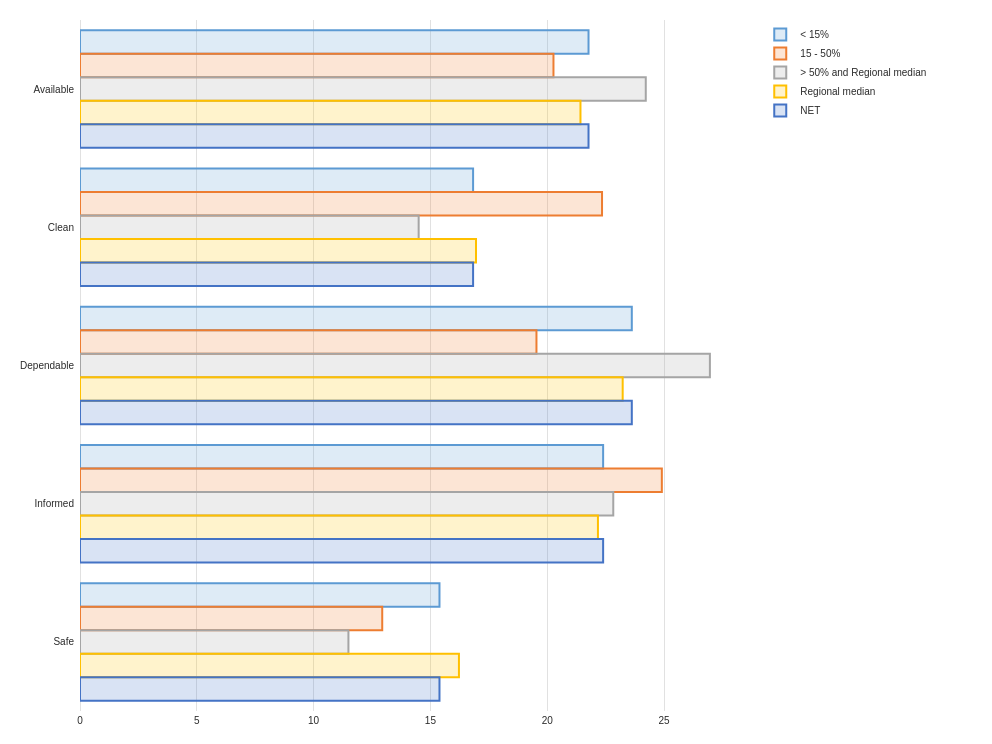 < 15%
15 - 50%
> 50% and Regional median
Regional median
NET
Available
Clean
Dependable
Informed
Safe
0 5 10 15 20 25